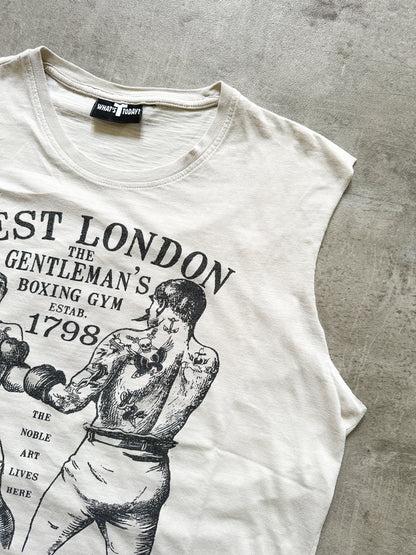 WHAT'S TODAY?
EST LONDON
THE
GENTLEMAN'S
BOXING GYM
ESTAB.
1798
THE
NOBLE
ART
LIVES
HERE